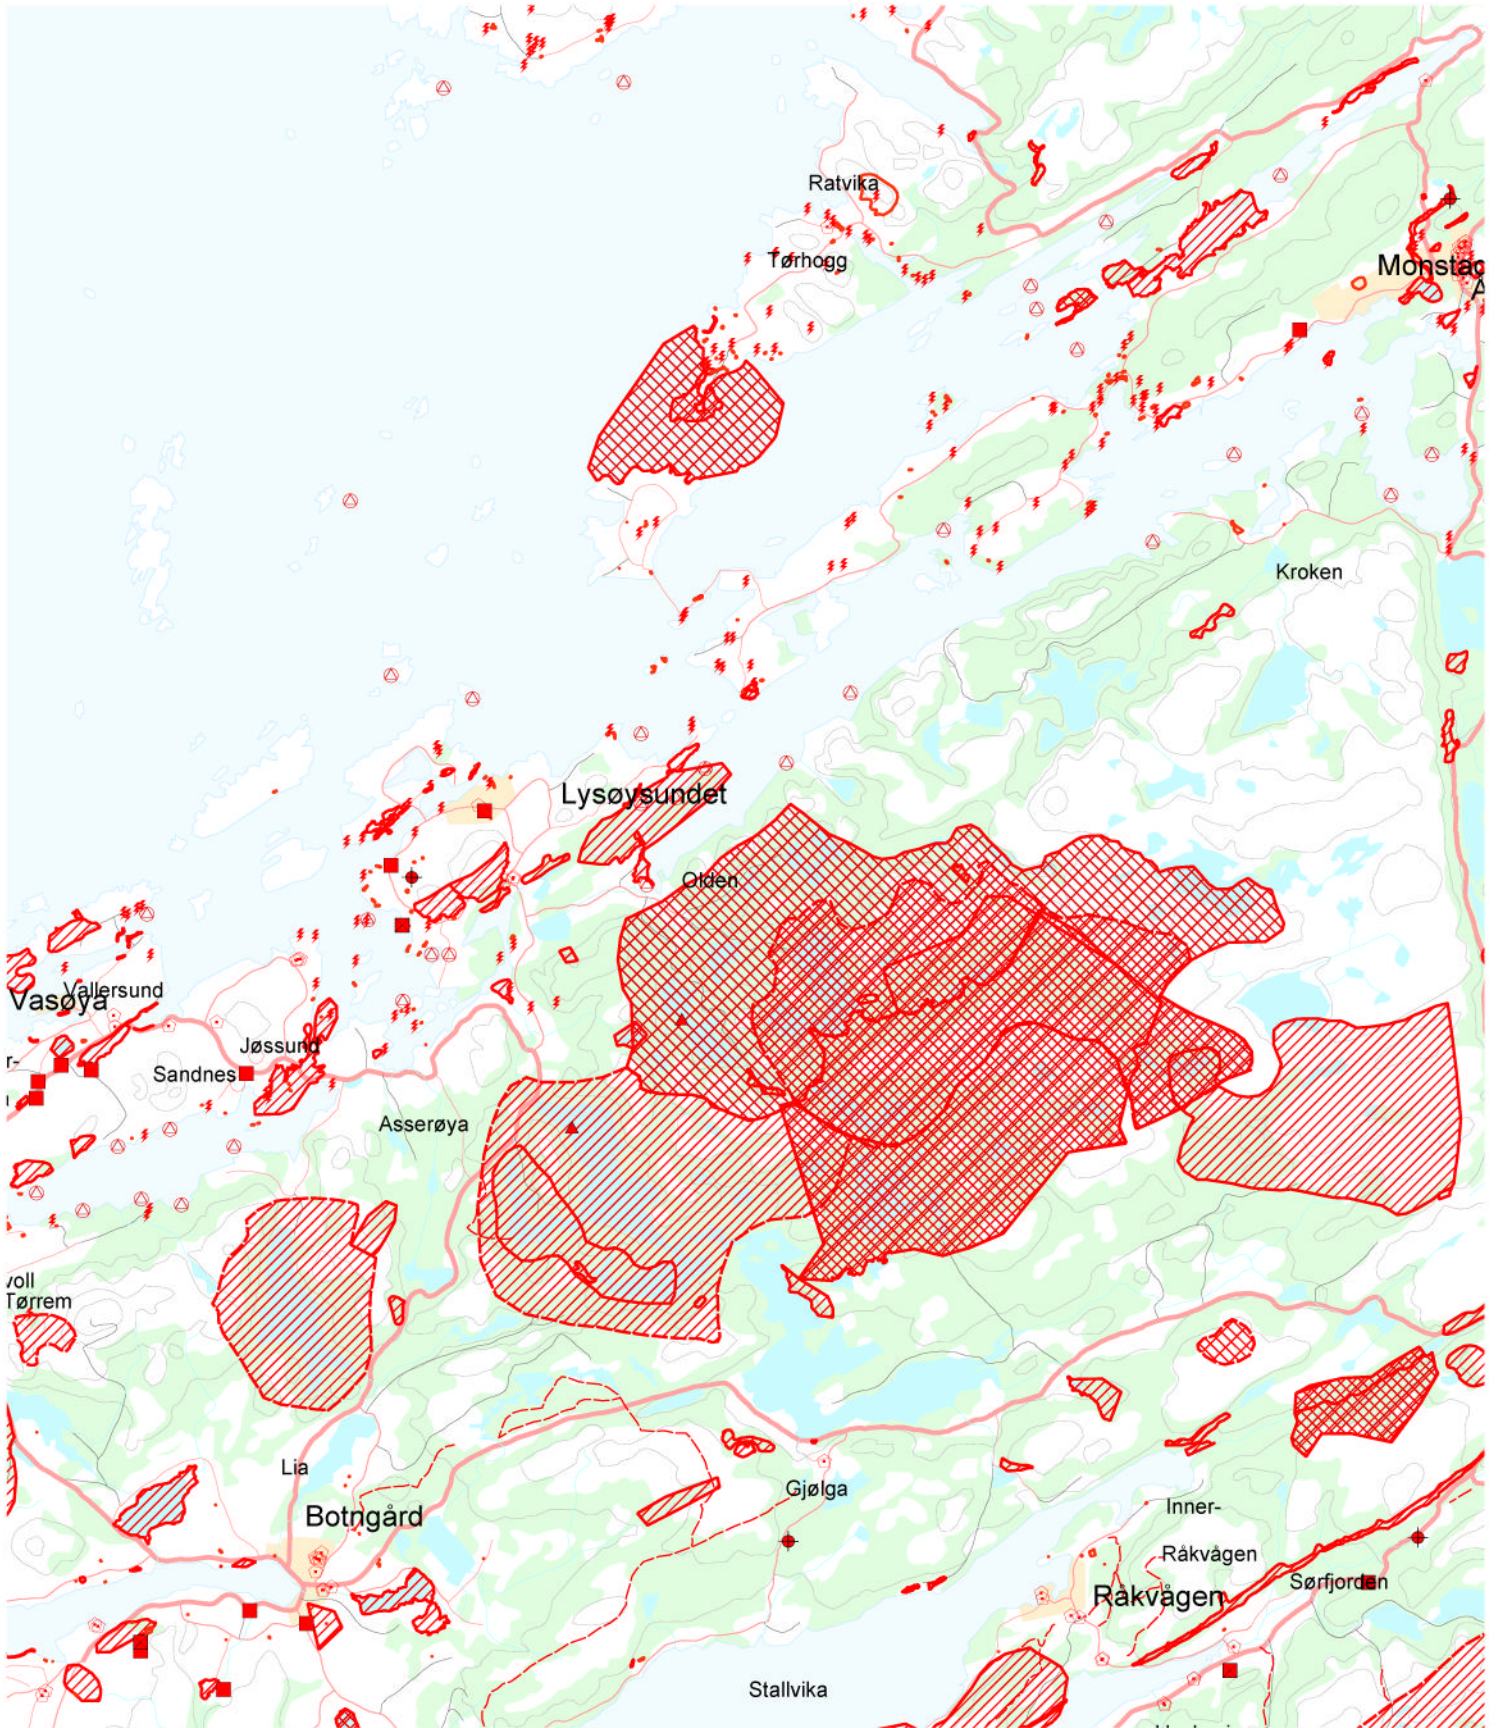 Ratvika
Tørhogg
Monstad
Å
Kroken
Lysøysundet
Olden
Vallersund
Vasøya
Jøssund
Sandnes
Asserøya
voll
Tørrem
Lia
Gjølga
Botngård
Inner-
Råkvågen
Sørfjorden
Råkvågen
Stallvika